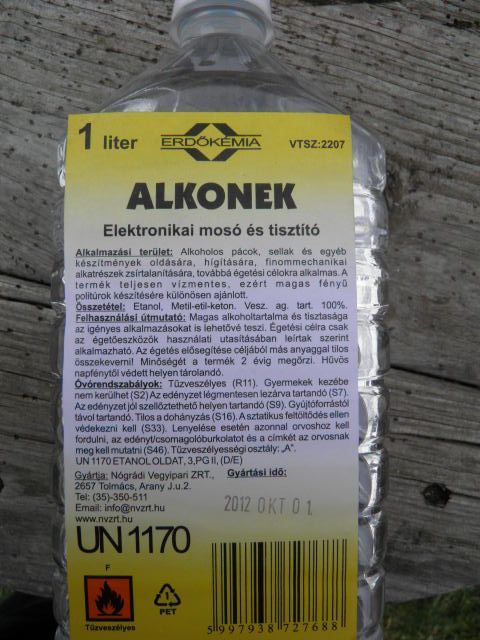 1 liter ERDŐKÉMIA VTSZ:2207
ALKONEK
Elektronikai mosó és tisztító
Alkalmazási terület: Alkoholos pácok, sellak és egyéb
készítmények oldására, hígítására, finommechanikai
alkatrészek zsírtalanítására, továbbá égetési célokra alkalmas. A
termék teljesen vízmentes, ezért magas fényű
politúrok készítésére különösen ajánlott.
Összetétel: Etanol, Metil-etil-keton. Vesz. ag. tart. 100%.
Felhasználási útmutató: Magas alkoholtartalma és tisztasága
az igényes alkalmazásokat is lehetővé teszi. Égetési célra csak
az égetőeszközök használati utasításában leírtak szerint
alkalmazható. Az égetés elősegítése céljából más anyaggal tilos
összekeverni! Minőségét a termék 2 évig megőrzi. Hűvös
napfénytől védett helyen tárolandó.
Óvórendszabályok: Tűzveszélyes (R11). Gyermekek kezébe
nem kerülhet (S2) Az edényzet légmentesen lezárva tartandó (S7).
Az edényzet jól szellőztethető helyen tartandó (S9). Gyújtóforrástól
távol tartandó. Tilos a dohányzás (S16). A sztatikus feltöltődés ellen
védekezni kell (S33). Lenyelése esetén azonnal orvoshoz kell
fordulni, az edényt/csomagolóburkolatot és a címkét az orvosnak
meg kell mutatni (S46). Tűzveszélyességi osztály: „A".
UN 1170 ETANOL OLDAT, 3,PG II, (D/E)
Gyártja: Nógrádi Vegyipari ZRT., Gyártási idő:
2657 Tolmács, Arany J.u.2.
Tel: (35)-350-511
Email: info@nvzrt.hu
www.nvzrt.hu
2012 OKT 01.
UN 1170
F
Tűzveszélyes
1
PET
5 997938 727688